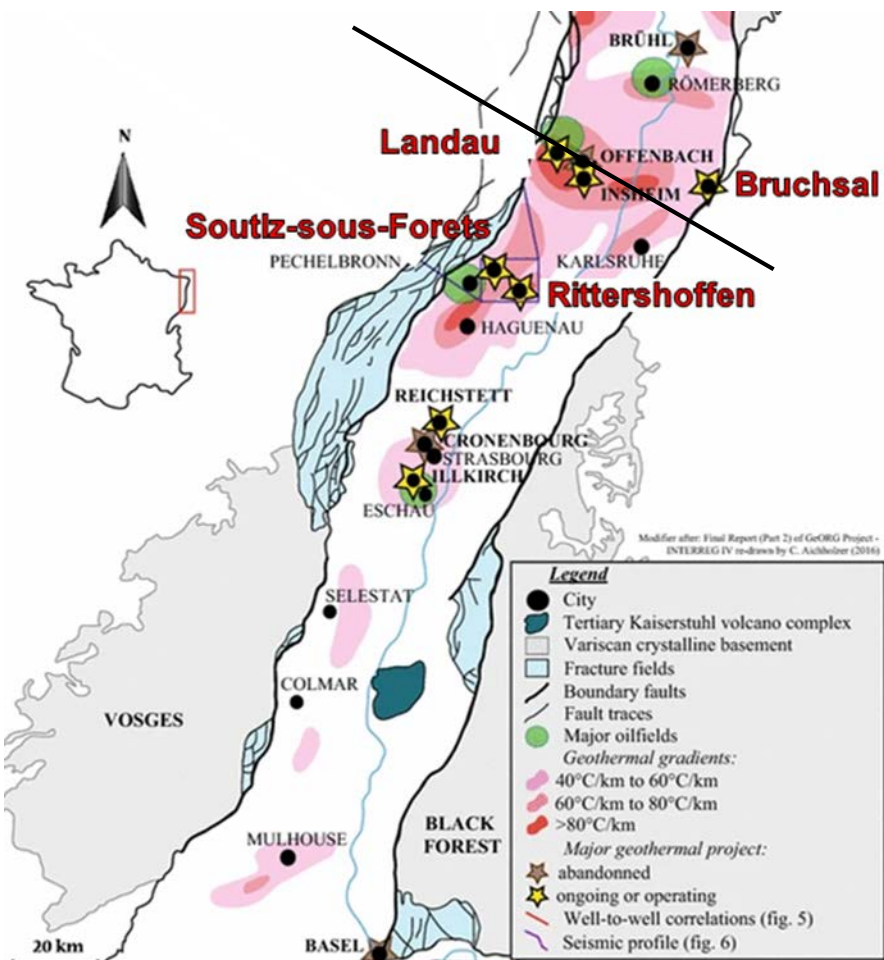 BRÜHL
RÖMERBERG
Landau
OFFENBACH
INSHEIM
Bruchsal
N
Soutlz-sous-Forets
PECHELBRONN
KARLSRUHE
Rittershoffen
HAGUENAU
REICHSTETT
CRONENBOURG
STRASBOURG
ILLKIRCH
ESCHAU
Modifier after: Final Report (Part 2) of GeORG Project -
INTERREG IV re-drawn by C. Aichholzer (2016)
SELESTAT
COLMAR
VOSGES
MULHOUSE
BLACK
FOREST
BASEL
20 km
Legend
City
Tertiary Kaiserstuhl volcano complex
Variscan crystalline basement
Fracture fields
Boundary faults
Fault traces
Major oilfields
Geothermal gradients:
40°C/km to 60°C/km
60°C/km to 80°C/km
>80°C/km
Major geothermal project:
abandonned
ongoing or operating
Well-to-well correlations (fig. 5)
Seismic profile (fig. 6)